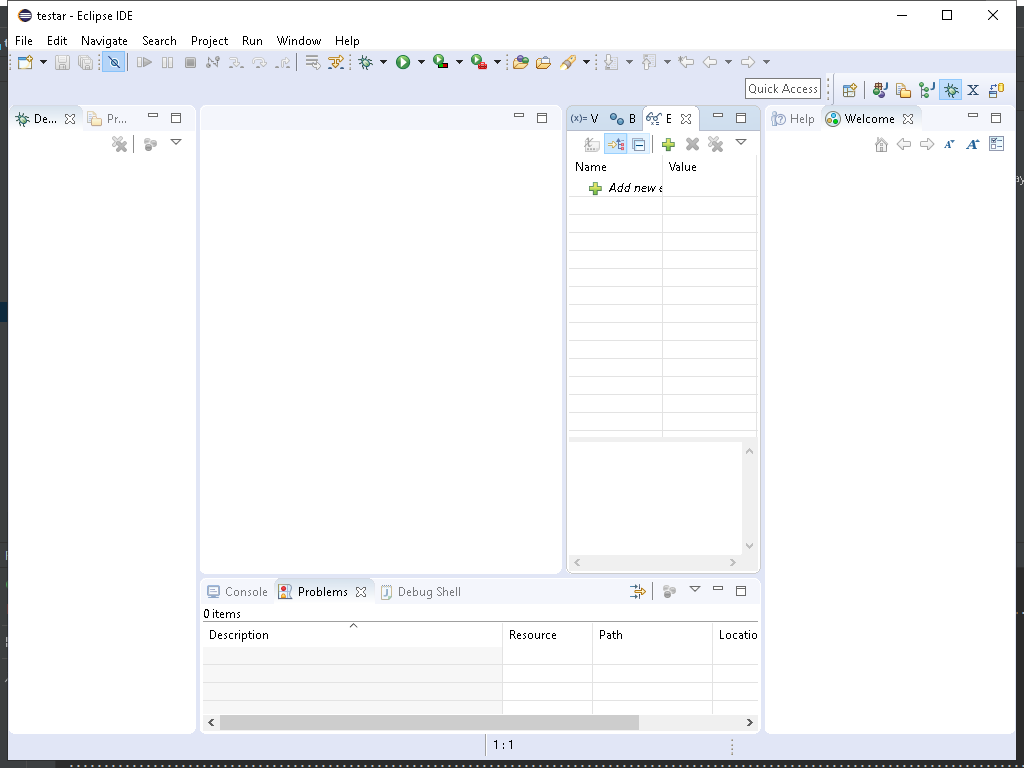 testar - Eclipse IDE
File Edit Navigate Search Project Run Window Help
Quick Access
De... Pr... (x)= V B E Help Welcome
Name Value
Add new e
Console Problems Debug Shell
0 items
Description Resource Path Locatio
1 : 1